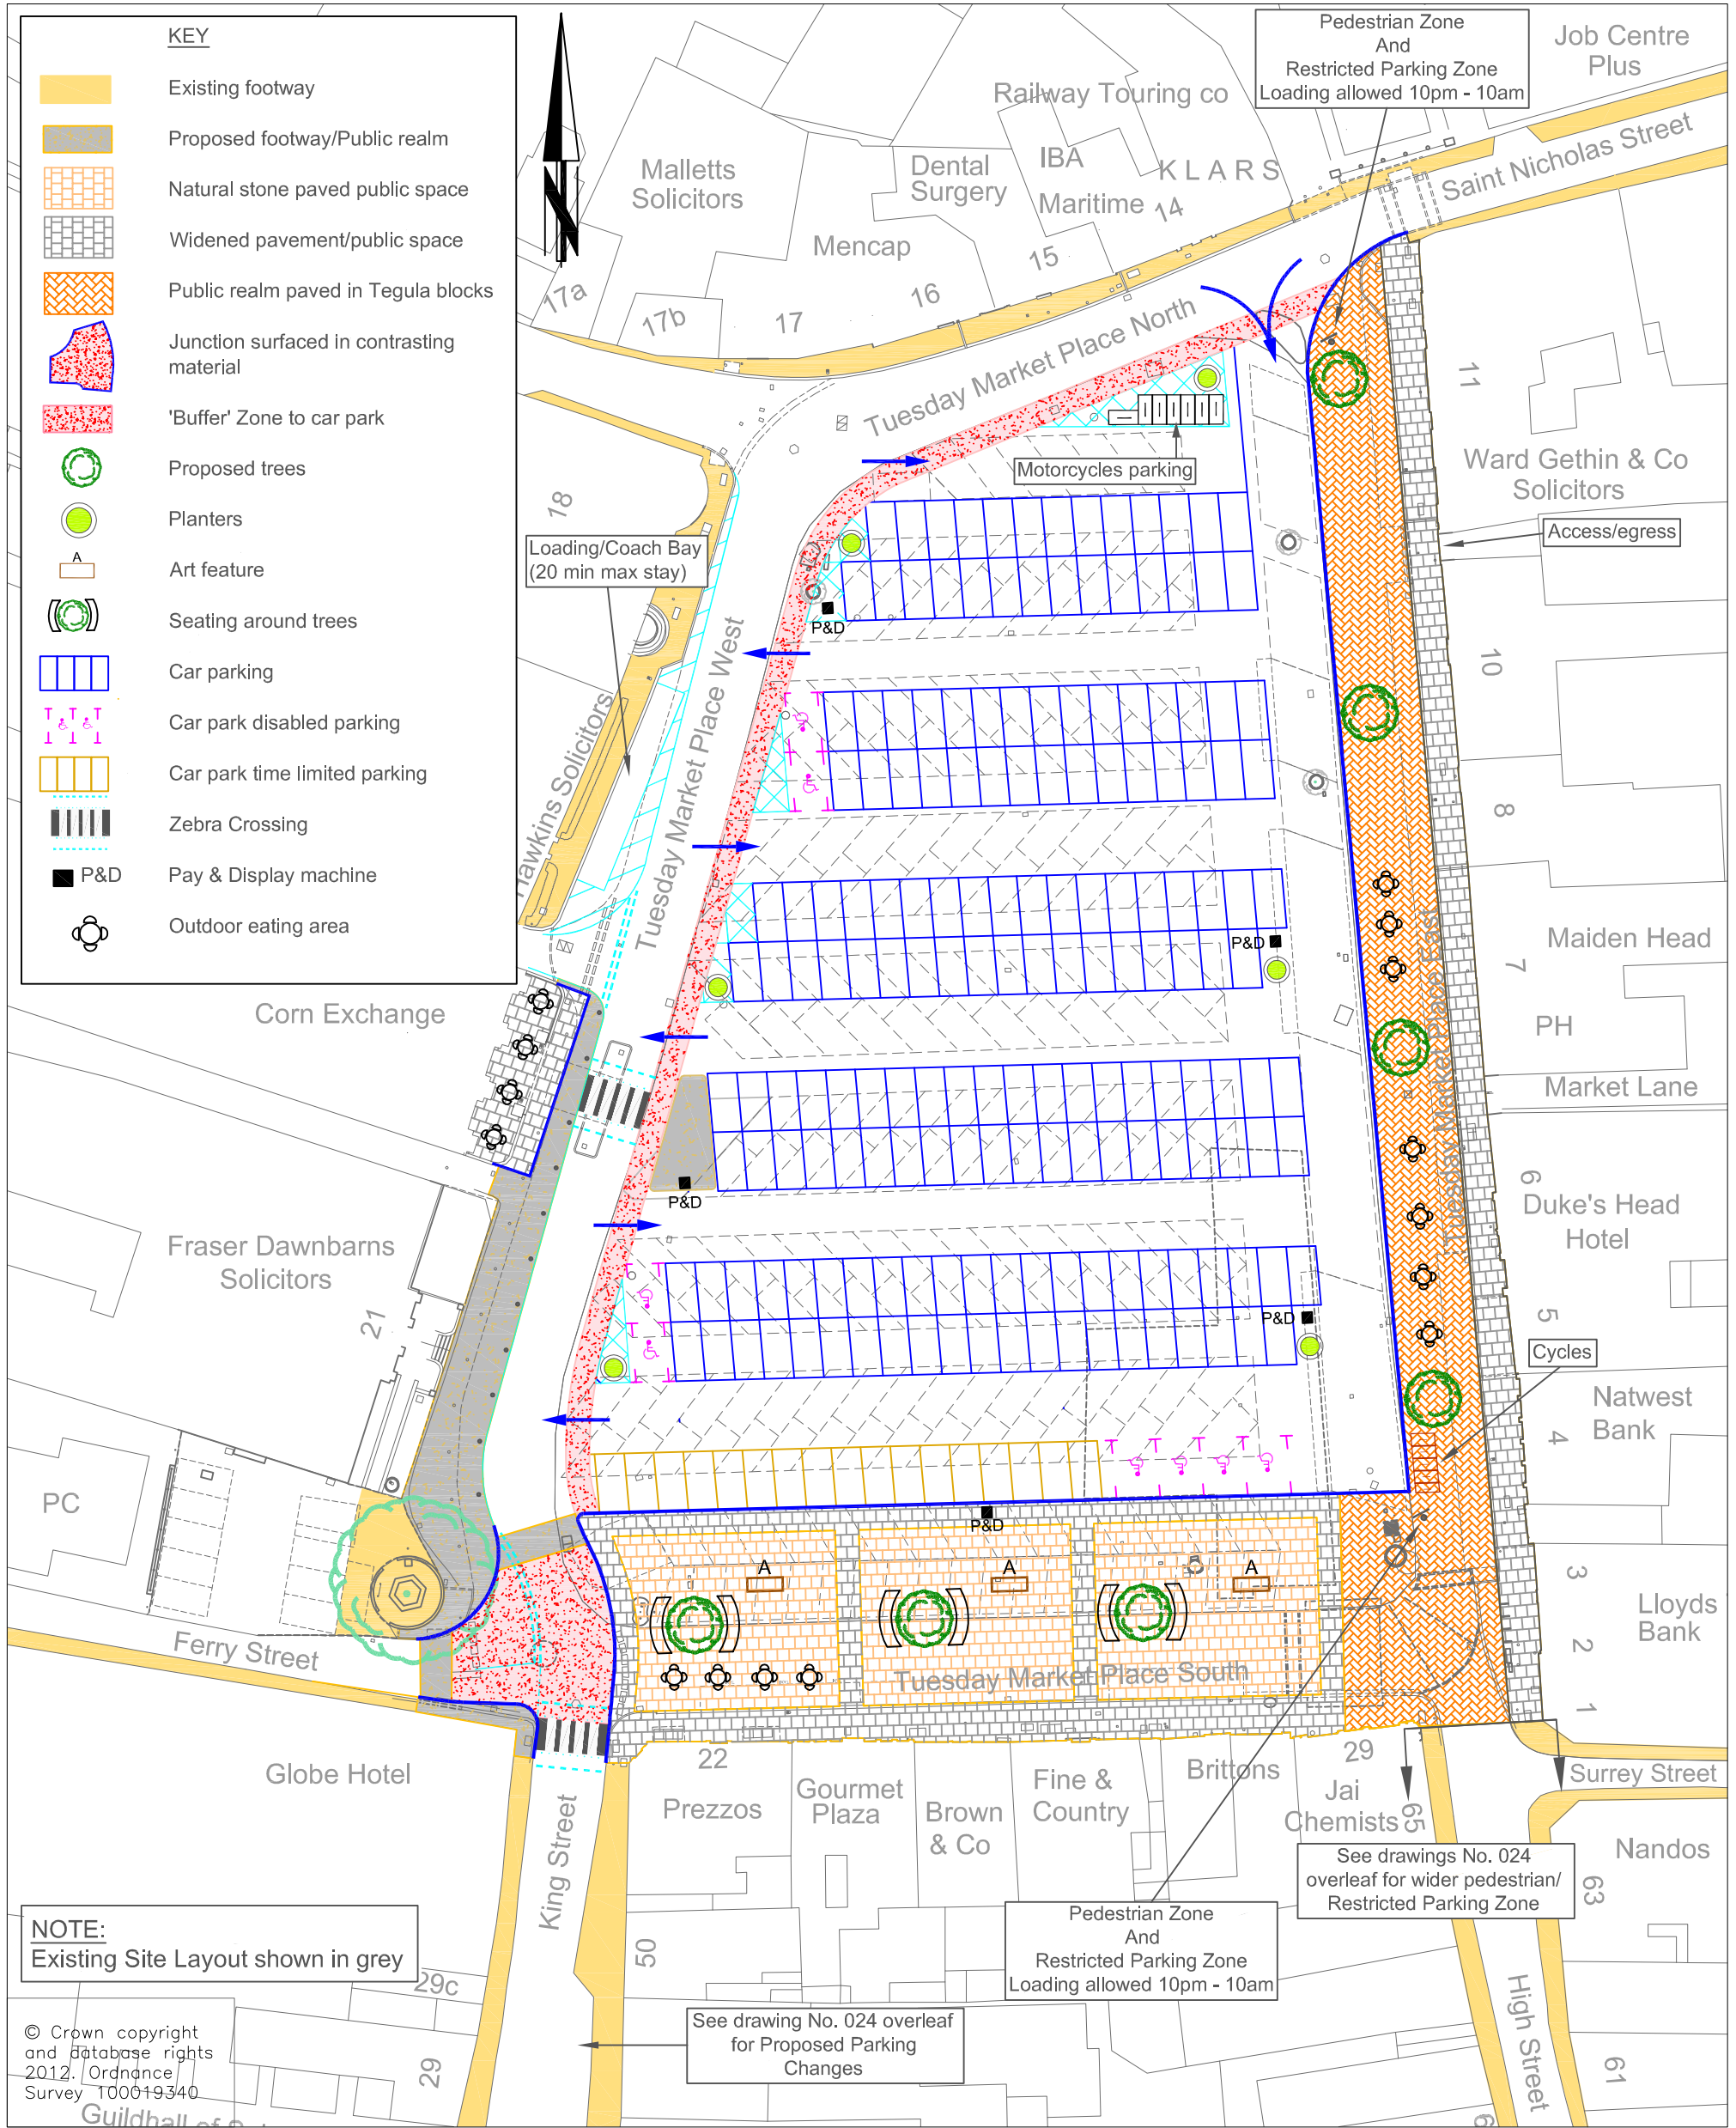 KEY
Existing footway
Proposed footway/Public realm
Natural stone paved public space
Widened pavement/public space
Public realm paved in Tegula blocks
Junction surfaced in contrasting
material
'Buffer' Zone to car park
Proposed trees
Planters
A
Art feature
Seating around trees
Car parking
Car park disabled parking
Car park time limited parking
Zebra Crossing
P&D
Pay & Display machine
Outdoor eating area
N
Pedestrian Zone
And
Restricted Parking Zone
Loading allowed 10pm - 10am
Job Centre
Plus
Railway Touring co
Saint Nicholas Street
Malletts
Solicitors
Dental
Surgery
IBA
Maritime
KLARS
14
Mencap
15
16
17
17a
17b
Tuesday Market Place North
11
Motorcycles parking
Ward Gethin & Co
Solicitors
18
Loading/Coach Bay
(20 min max stay)
Access/egress
P&D
Tuesday Market Place West
10
Hawkins Solicitors
8
P&D
Maiden Head
7
PH
Corn Exchange
Tuesday Market Place East
Market Lane
P&D
6
Duke's Head
Hotel
Fraser Dawnbarns
Solicitors
21
5
P&D
Cycles
Natwest
Bank
4
PC
P&D
A
A
A
3
Lloyds
Bank
2
Ferry Street
Tuesday Market Place South
1
Globe Hotel
22
Prezzos
Gourmet
Plaza
Brown
& Co
Fine &
Country
Brittons
29
Jai
Chemists
65
Surrey Street
Nandos
See drawings No. 024
overleaf for wider pedestrian/
Restricted Parking Zone
63
King Street
50
NOTE:
Existing Site Layout shown in grey
Pedestrian Zone
And
Restricted Parking Zone
Loading allowed 10pm - 10am
29c
High Street
See drawing No. 024 overleaf
for Proposed Parking
Changes
© Crown copyright
and database rights
2012. Ordnance
Survey 100019340
29
61
Guildhall of